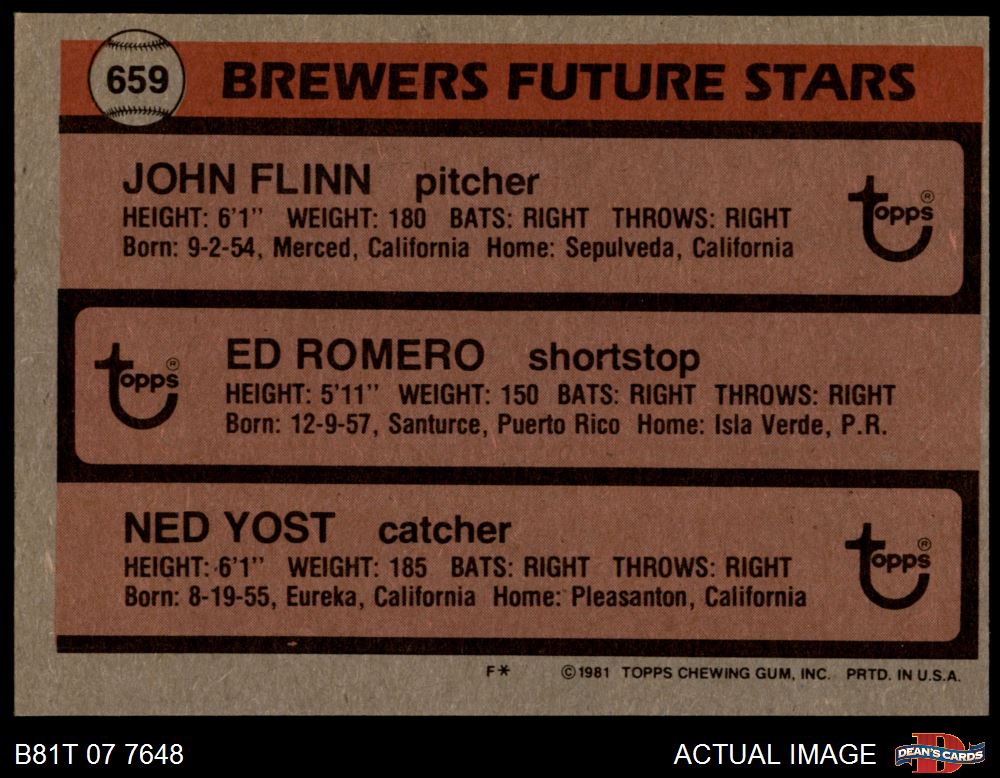 659 BREWERS FUTURE STARS
JOHN FLINN pitcher
HEIGHT: 6'1'' WEIGHT: 180 BATS: RIGHT THROWS: RIGHT
Born: 9-2-54, Merced, California Home: Sepulveda, California
Topps ®
ED ROMERO shortstop
HEIGHT: 5'11'' WEIGHT: 150 BATS: RIGHT THROWS: RIGHT
Born: 12-9-57, Santurce, Puerto Rico Home: Isla Verde, P.R.
Topps ®
NED YOST catcher
HEIGHT: 6'1'' WEIGHT: 185 BATS: RIGHT THROWS: RIGHT
Born: 8-19-55, Eureka, California Home: Pleasanton, California
Topps ®
F* ©1981 TOPPS CHEWING GUM, INC. PRTD. IN U.S.A.
B81T 07 7648 ACTUAL IMAGE DEAN'S CARDS